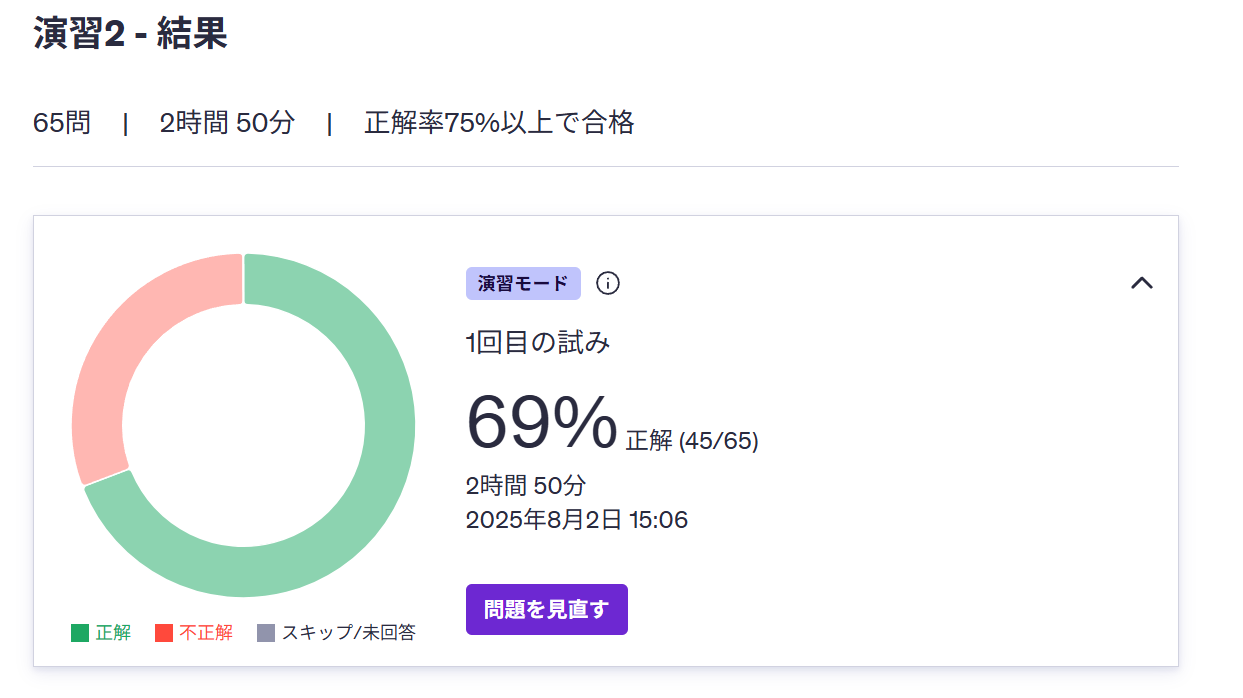 演習2 - 結果
65問 | 2時間 50分 | 正解率75%以上で合格
演習モード
1回目の試み
69% 正解 (45/65)
2時間 50分
2025年8月2日 15:06
問題を見直す
正解 不正解 スキップ/未回答